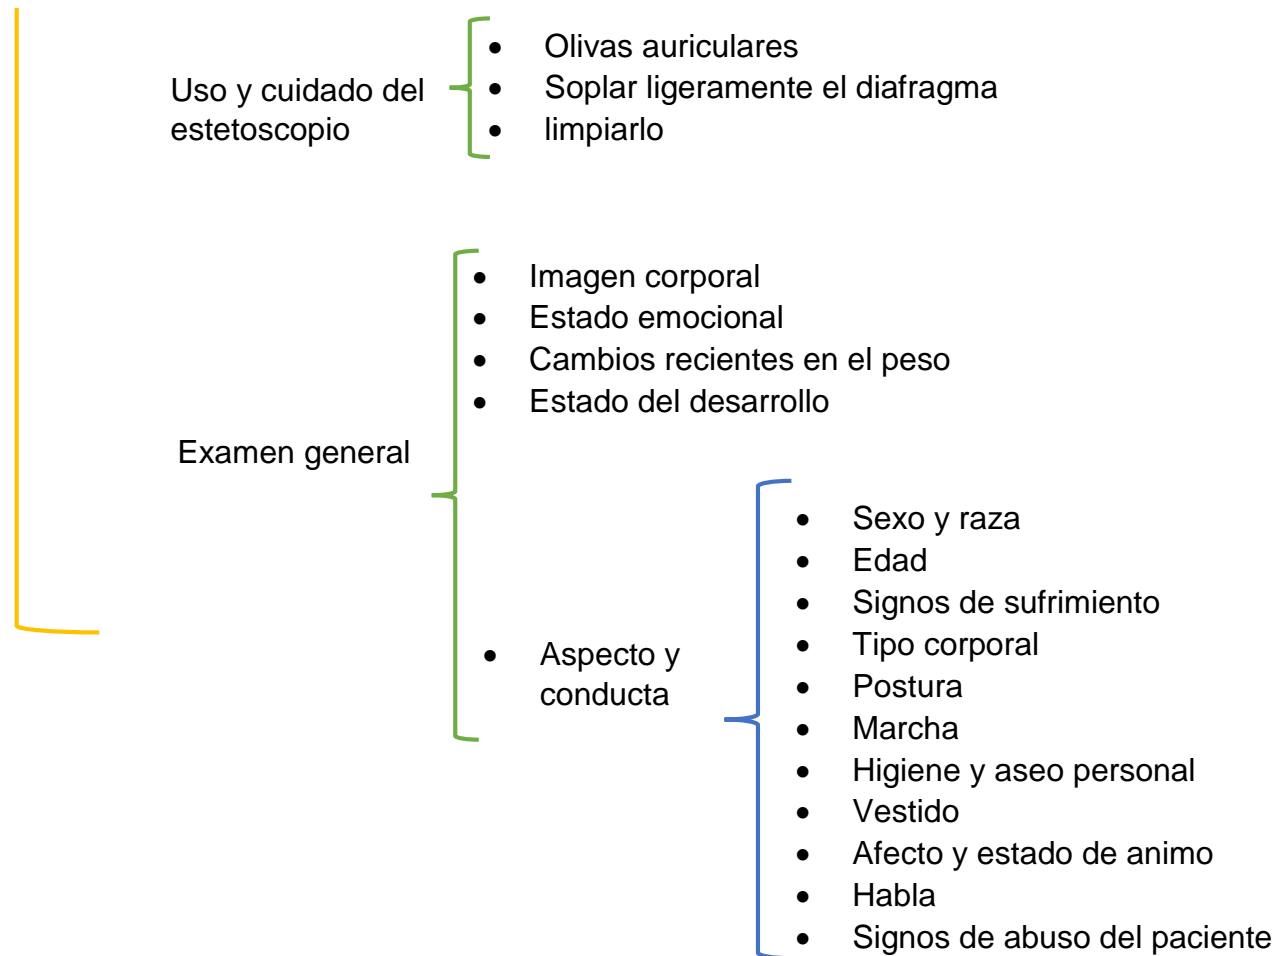 Uso y cuidado del
estetoscopio
• Olivas auriculares
• Soplar ligeramente el diafragma
• limpiarlo
Examen general
• Imagen corporal
• Estado emocional
• Cambios recientes en el peso
• Estado del desarrollo
• Aspecto y
conducta
• Sexo y raza
• Edad
• Signos de sufrimiento
• Tipo corporal
• Postura
• Marcha
• Higiene y aseo personal
• Vestido
• Afecto y estado de animo
• Habla
• Signos de abuso del paciente